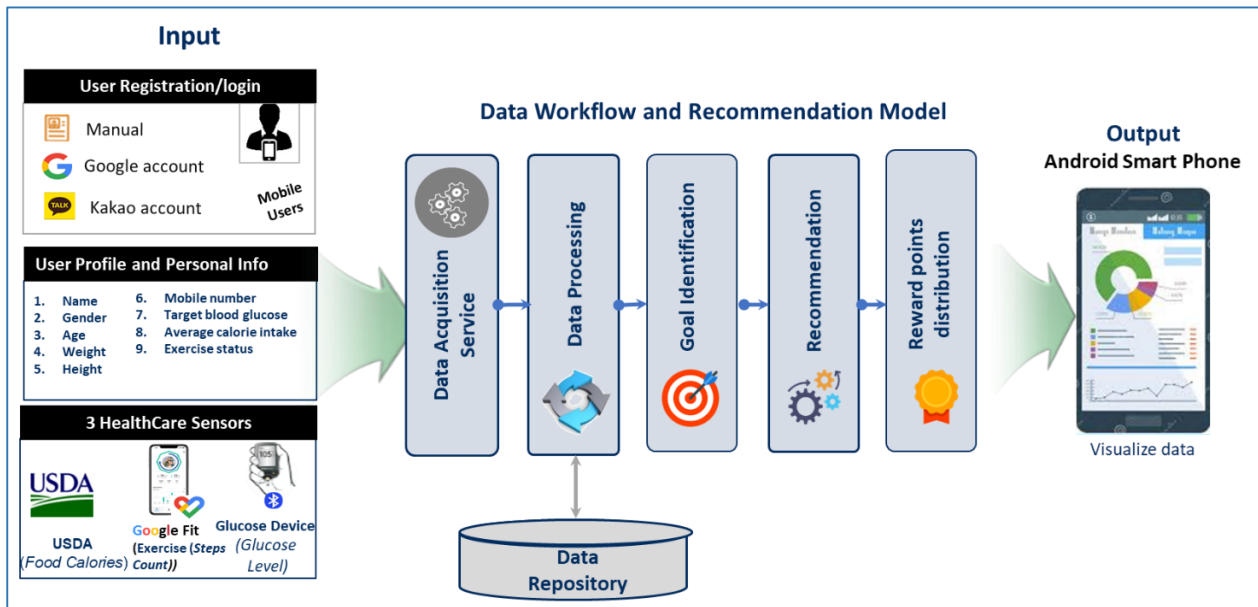 Input
User Registration/login
Manual
Google account
TALK
Kakao account
Mobile
Users
User Profile and Personal Info
1. Name
2. Gender
3. Age
4. Weight
5. Height
6. Mobile number
7. Target blood glucose
8. Average calorie intake
9. Exercise status
3 HealthCare Sensors
USDA
USDA
(Food Calories)
Google Fit
(Exercise (Steps
Count))
105
Glucose Device
(Glucose
Level)
Data Workflow and Recommendation Model
Data Acquisition
Service
Data Processing
Goal Identification
Recommendation
Reward points
distribution
Data
Repository
Output
Android Smart Phone
Visualize data